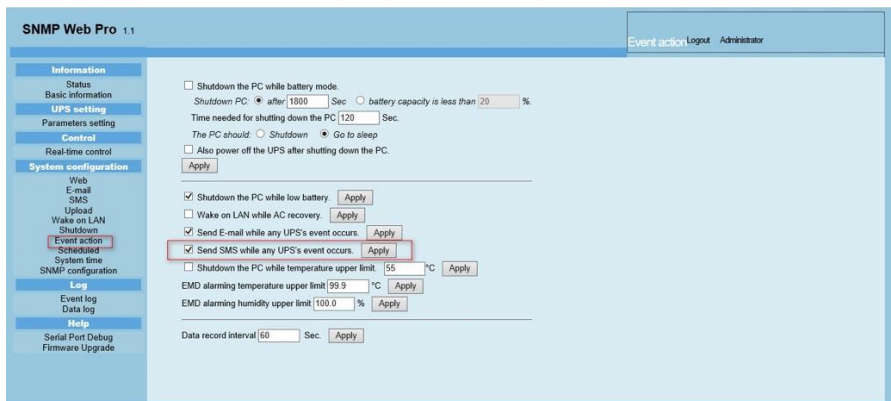 SNMP Web Pro 1.1
Event action Logout Administrator
Information
Status
Basic information
UPS setting
Parameters setting
Control
Real-time control
System configuration
Web
E-mail
SMS
Upload
Wake on LAN
Shutdown
Event action
Scheduled
System time
SNMP configuration
Log
Event log
Data log
Help
Serial Port Debug
Firmware Upgrade
Shutdown the PC while battery mode.
Shutdown PC: after 1800 Sec battery capacity is less than 20 %.
Time needed for shutting down the PC 120 Sec.
The PC should: Shutdown Go to sleep
Also power off the UPS after shutting down the PC.
Apply
Shutdown the PC while low battery. Apply
Wake on LAN while AC recovery. Apply
Send E-mail while any UPS's event occurs. Apply
Send SMS while any UPS's event occurs. Apply
Shutdown the PC while temperature upper limit. 55 °C Apply
EMD alarming temperature upper limit 99.9 °C Apply
EMD alarming humidity upper limit 100.0 % Apply
Data record interval 60 Sec. Apply